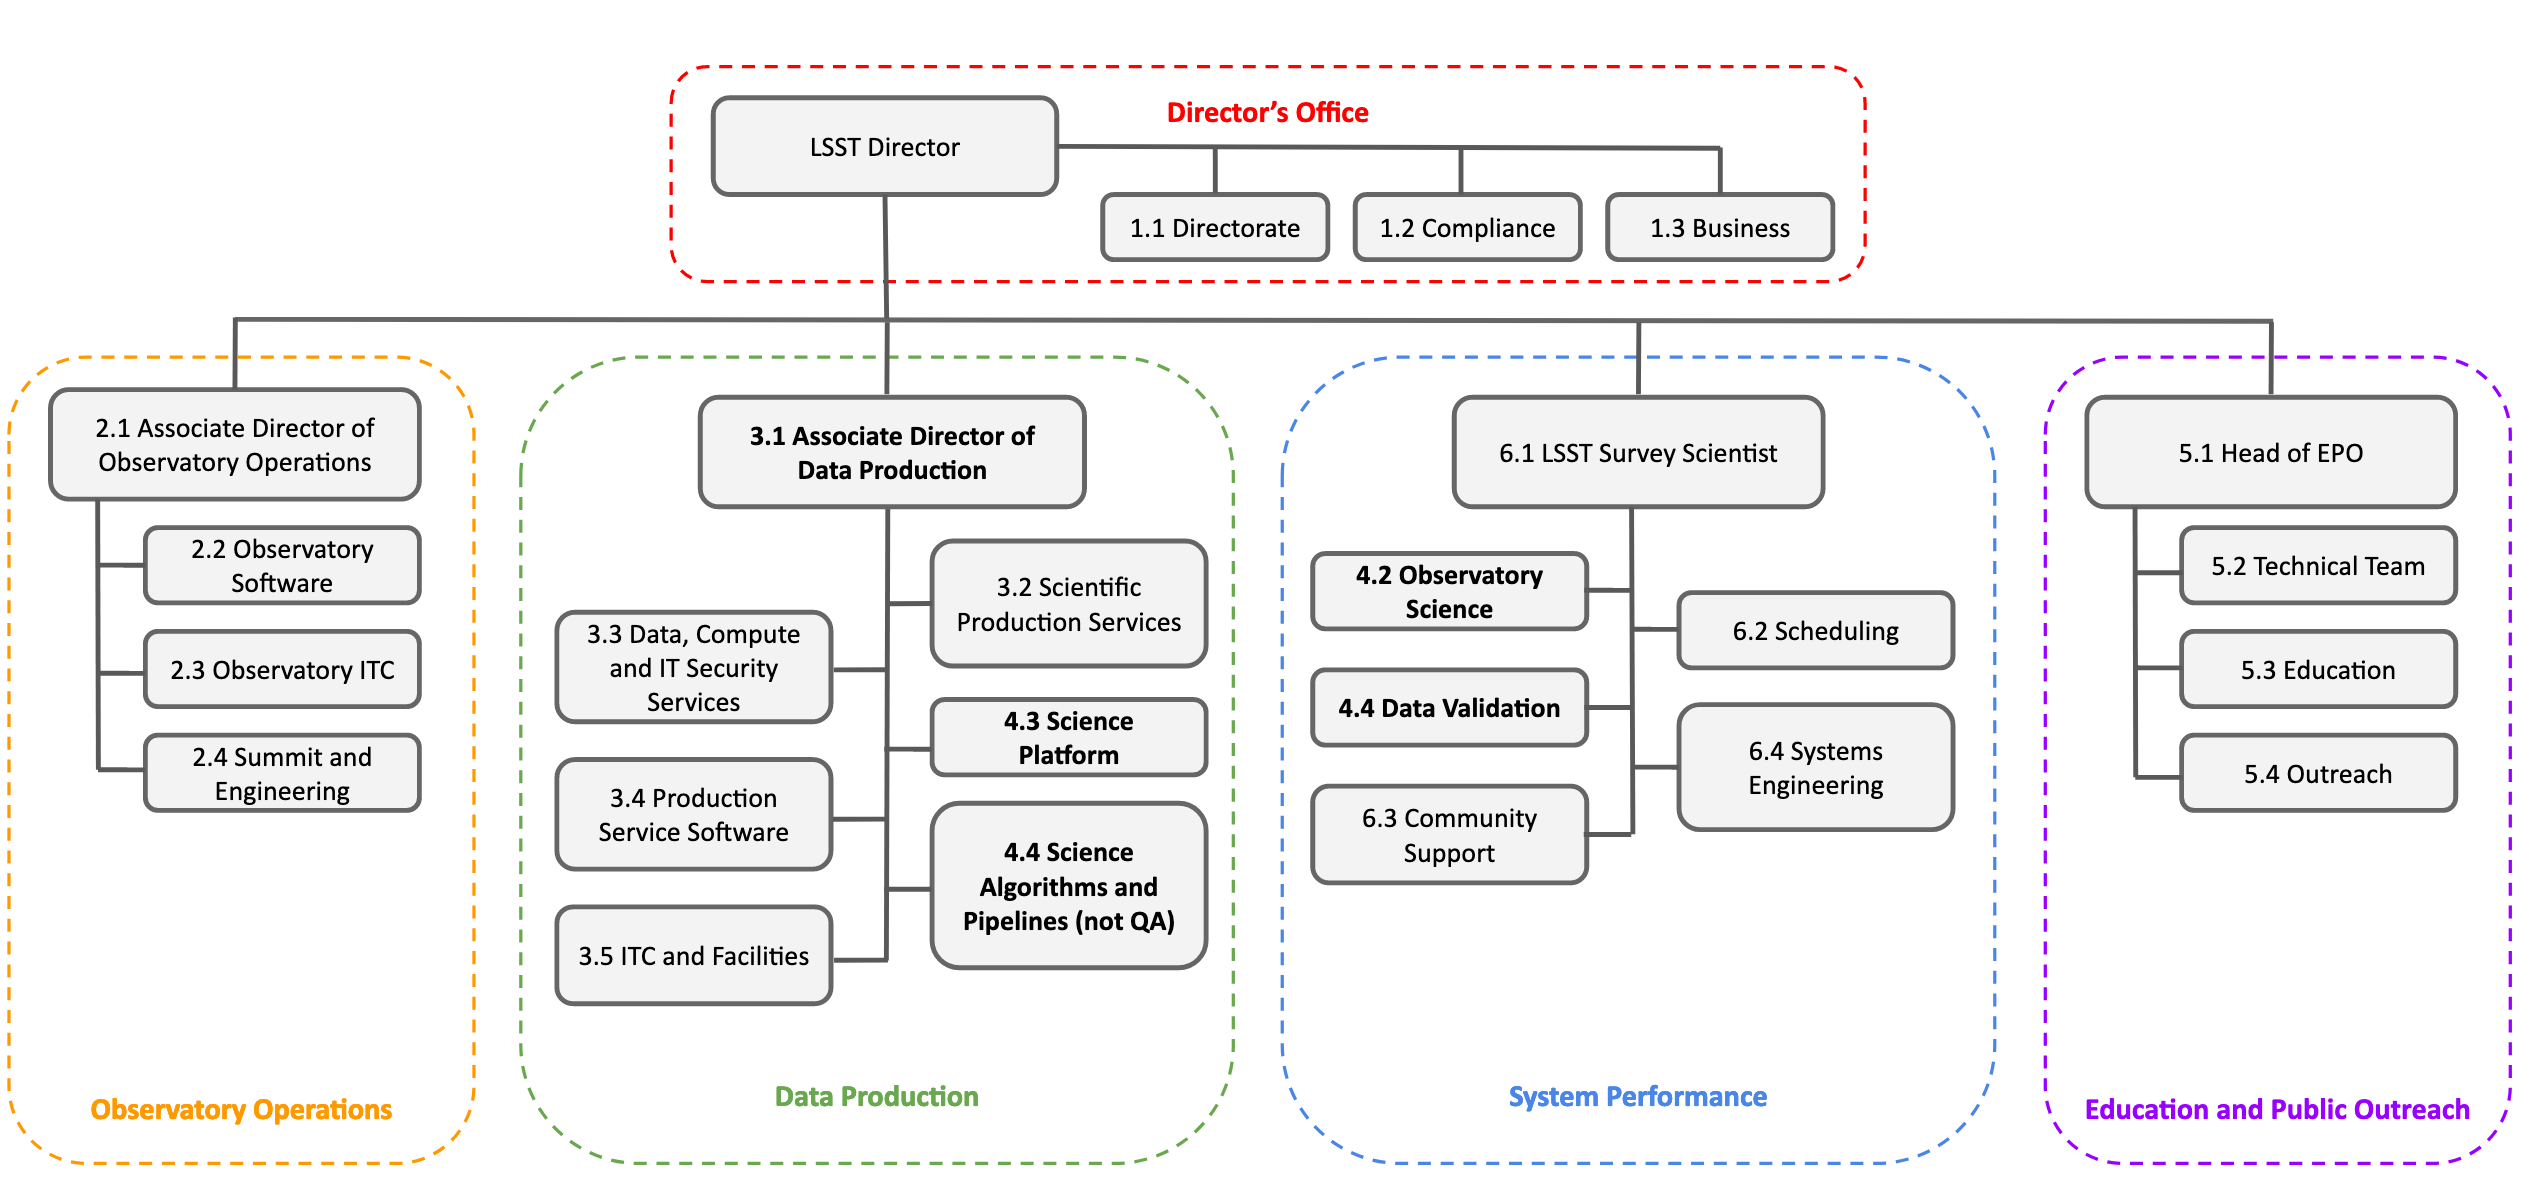 Director’s Office
LSST Director
1.1 Directorate
1.2 Compliance
1.3 Business
2.1 Associate Director of
Observatory Operations
2.2 Observatory
Software
2.3 Observatory ITC
2.4 Summit and
Engineering
Observatory Operations
3.1 Associate Director of
Data Production
3.2 Scientific
Production Services
3.3 Data, Compute
and IT Security
Services
4.3 Science
Platform
3.4 Production
Service Software
4.4 Science
Algorithms and
Pipelines (not QA)
3.5 ITC and Facilities
Data Production
6.1 LSST Survey Scientist
4.2 Observatory
Science
6.2 Scheduling
4.4 Data Validation
6.4 Systems
Engineering
6.3 Community
Support
System Performance
5.1 Head of EPO
5.2 Technical Team
5.3 Education
5.4 Outreach
Education and Public Outreach